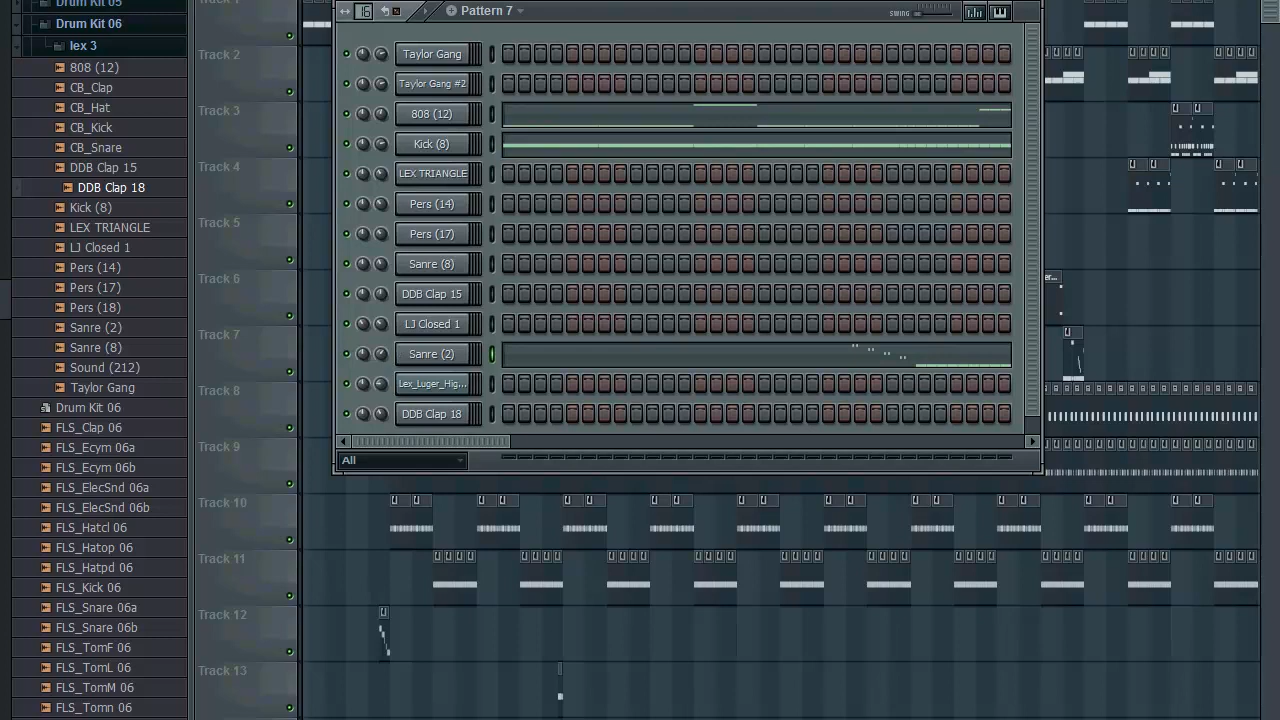 Drum Kit 05
Drum Kit 06
lex 3
808 (12)
CB_Clap
CB_Hat
CB_Kick
CB_Snare
DDB Clap 15
DDB Clap 18
Kick (8)
LEX TRIANGLE
LJ Closed 1
Pers (14)
Pers (17)
Pers (18)
Sanre (2)
Sanre (8)
Sound (212)
Taylor Gang
Drum Kit 06
FLS_Clap 06
FLS_Ecym 06a
FLS_Ecym 06b
FLS_ElecSnd 06a
FLS_ElecSnd 06b
FLS_Hatcl 06
FLS_Hatop 06
FLS_Hatpd 06
FLS_Kick 06
FLS_Snare 06a
FLS_Snare 06b
FLS_TomF 06
FLS_TomL 06
FLS_TomM 06
FLS_Tomn 06
Track 1
Track 2
Track 3
Track 4
Track 5
Track 6
Track 7
Track 8
Track 9
Track 10
Track 11
Track 12
Track 13
16
Pattern 7
SWING
Taylor Gang
Taylor Gang #2
808 (12)
Kick (8)
LEX TRIANGLE
Pers (14)
Pers (17)
Sanre (8)
DDB Clap 15
LJ Closed 1
Sanre (2)
Lex_Luger_Hig...
DDB Clap 18
All